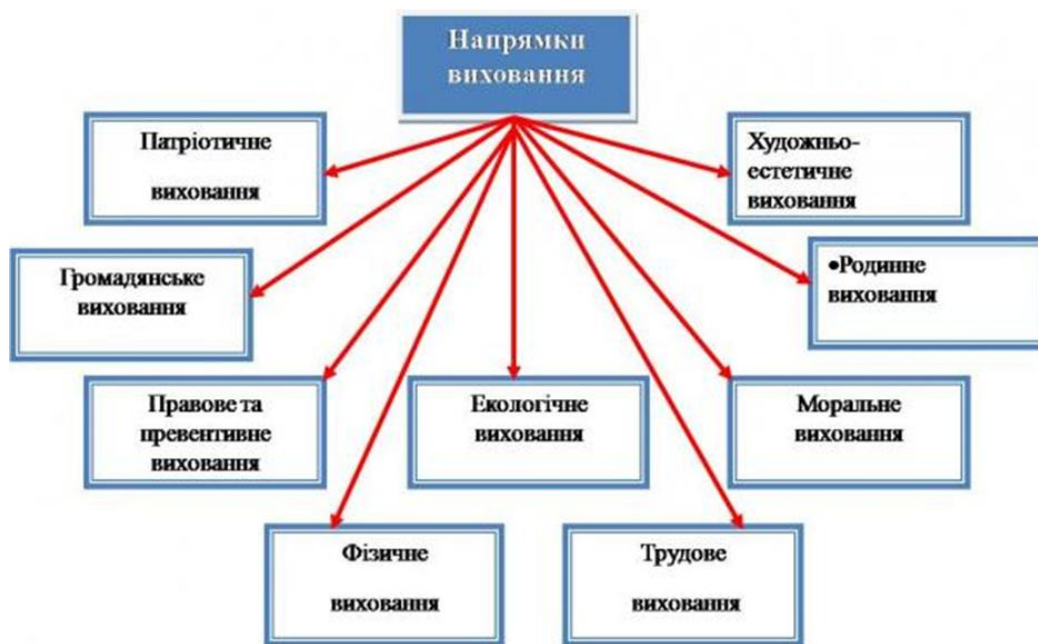 Напрямки
виховання
Патріотичне
виховання
Художньо-
естетичне
виховання
Громадянське
виховання
•Родинне
виховання
Правове та
превентивне
виховання
Екологічне
виховання
Моральне
виховання
Фізичне
виховання
Трудове
виховання